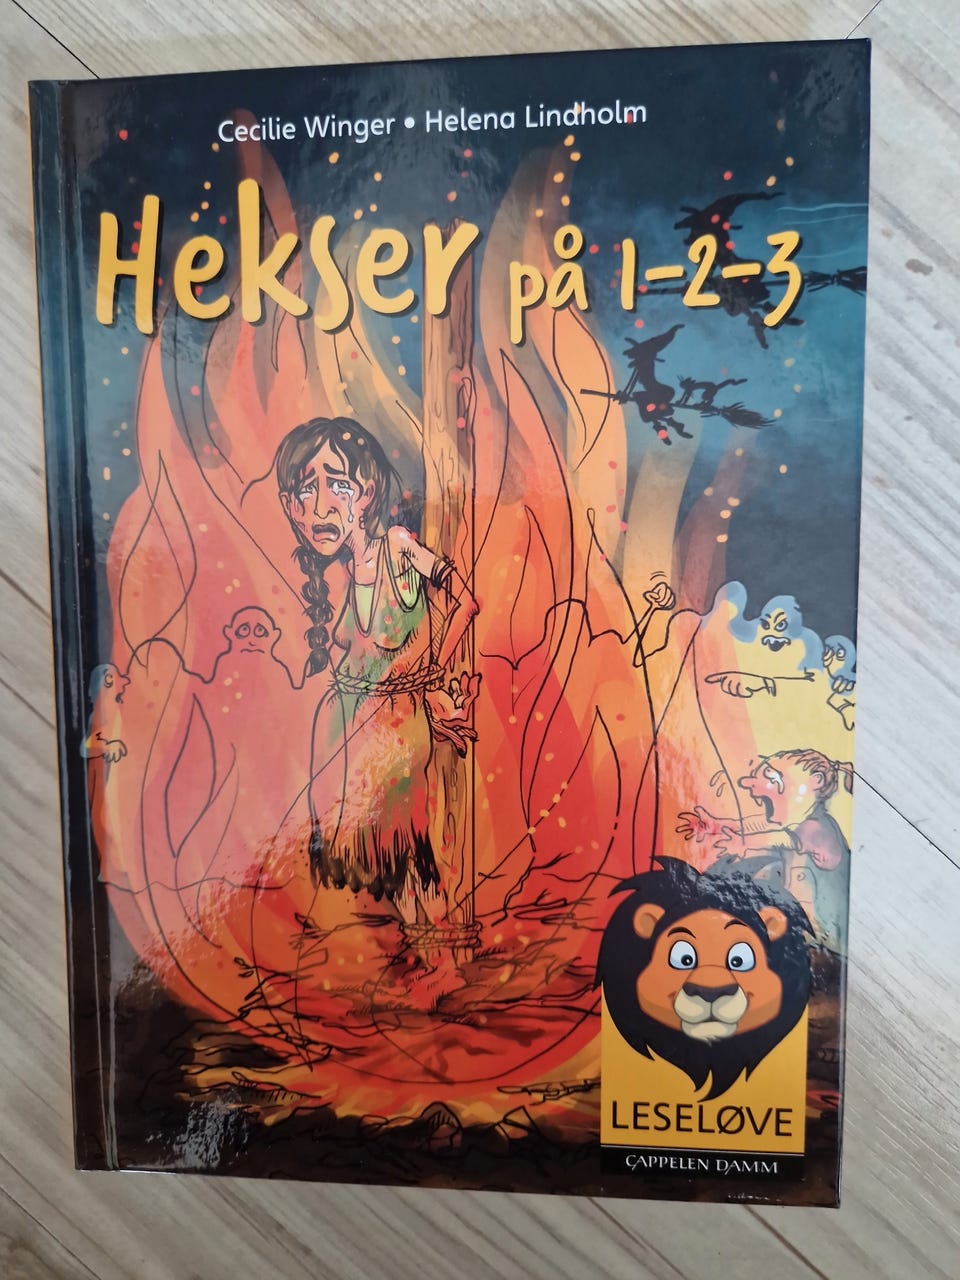 Cecilie Winger • Helena Lindholm
Hekser på 1-2-3
LESELØVE
CAPPELEN DAMM